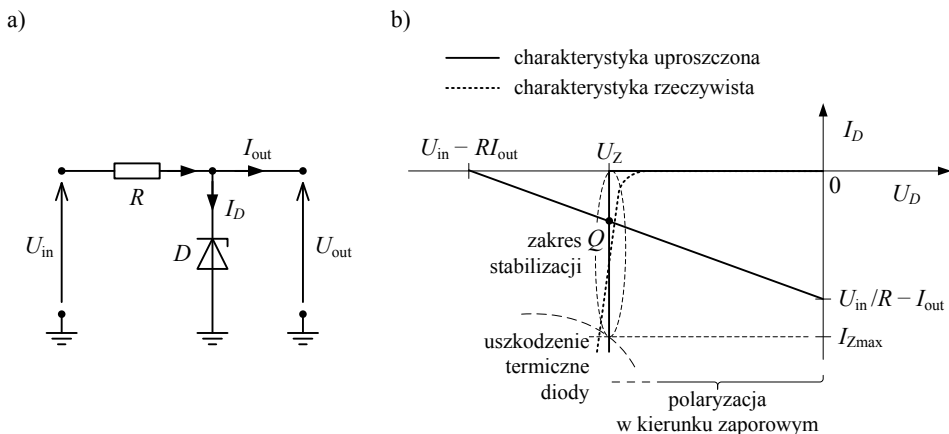 a)
b)
charakterystyka uproszczona
charakterystyka rzeczywista
I_D
U_in − RI_out
U_Z
0
U_D
I_out
R
I_D
U_in
D
U_out
zakres
stabilizacji
Q
U_in/R − I_out
I_Zmax
uszkodzenie
termiczne
diody
polaryzacja
w kierunku zaporowym